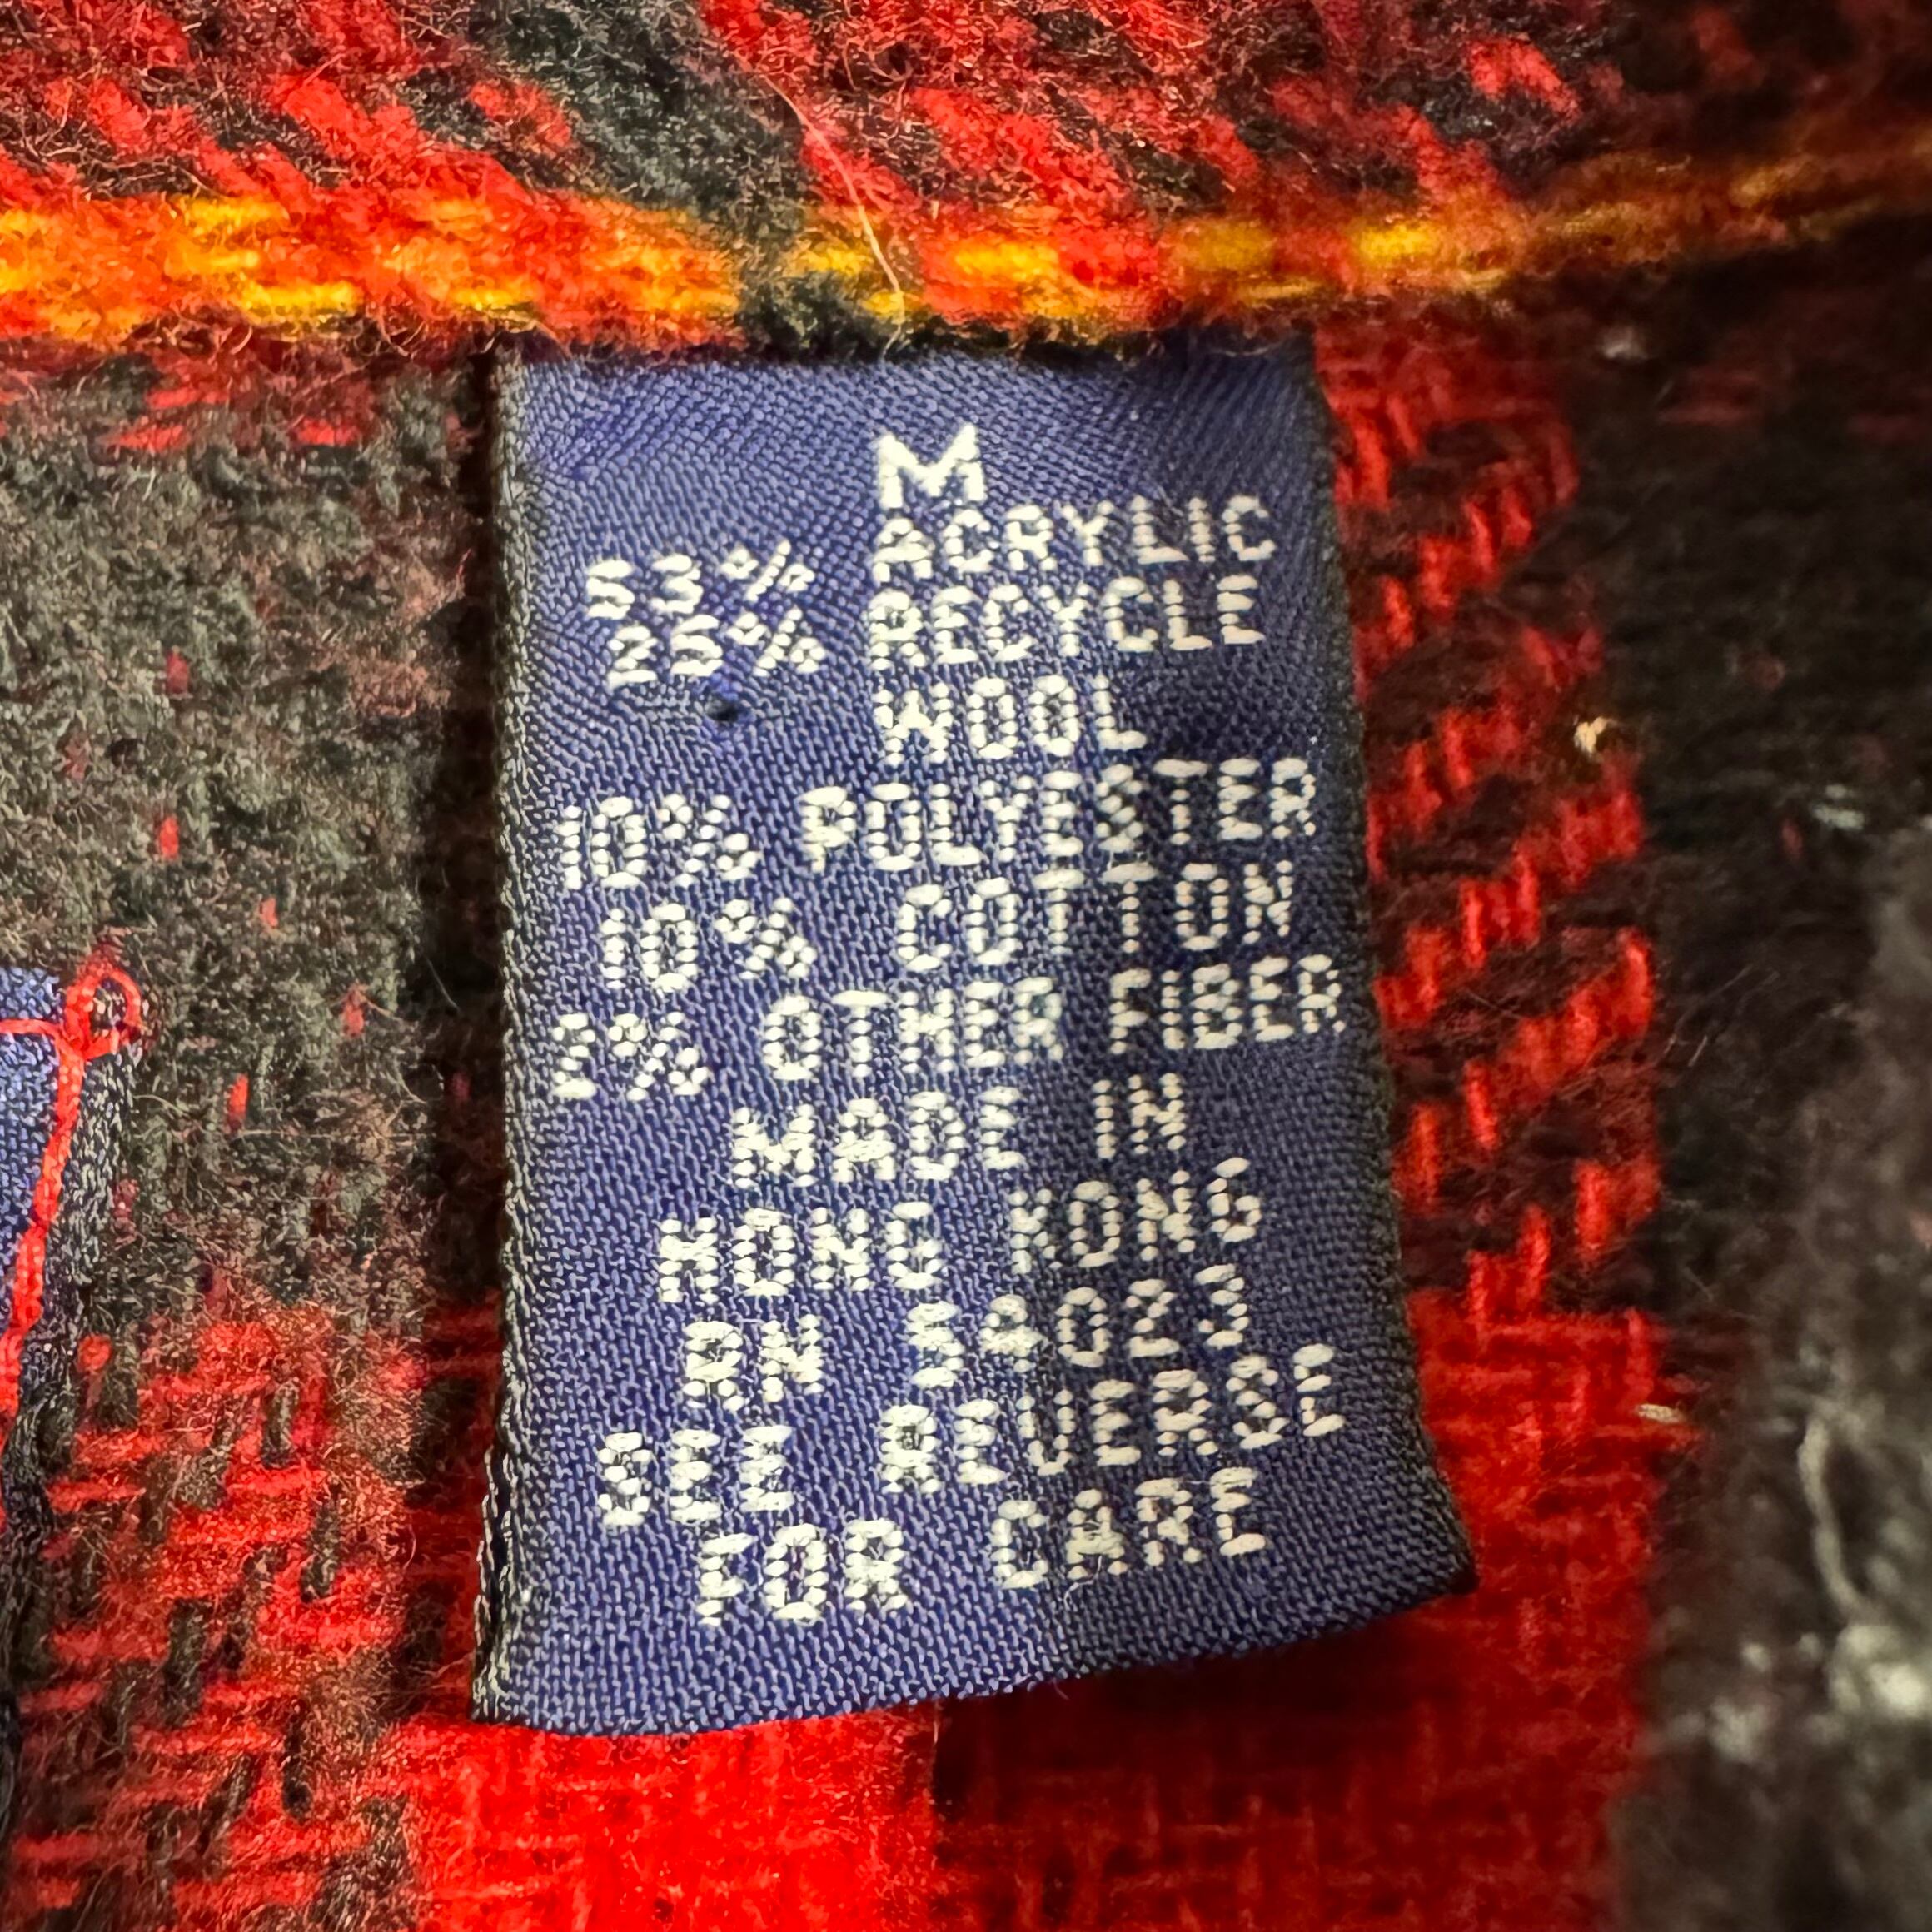 M
53% ACRYLIC
25% RECYCLE
WOOL
10% POLYESTER
10% COTTON
2% OTHER FIBER
MADE IN
HONG KONG
RN 54023
SEE REVERSE
FOR CARE